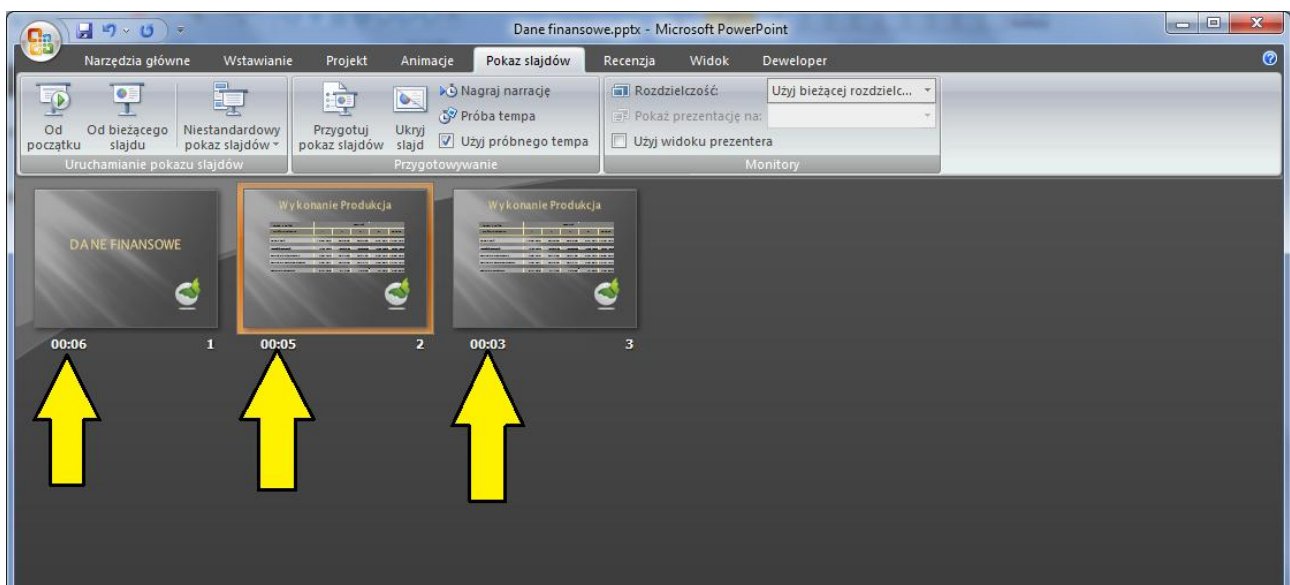 Dane finansowe.pptx - Microsoft PowerPoint
Narzędzia główne Wstawianie Projekt Animacje Pokaz slajdów Recenzja Widok Deweloper
Od początku
Od bieżącego slajdu
Niestandardowy pokaz slajdów
Uruchamianie pokazu slajdów
Przygotuj pokaz slajdów
Ukryj slajd
Nagraj narrację
Próba tempa
Użyj próbnego tempa
Przygotowywanie
Rozdzielczość: Użyj bieżącej rozdzielc...
Pokaż prezentację na:
Użyj widoku prezentera
Monitory
DANE FINANSOWE
Wykonanie Produkcja
Wykonanie Produkcja
00:06 1 00:05 2 00:03 3